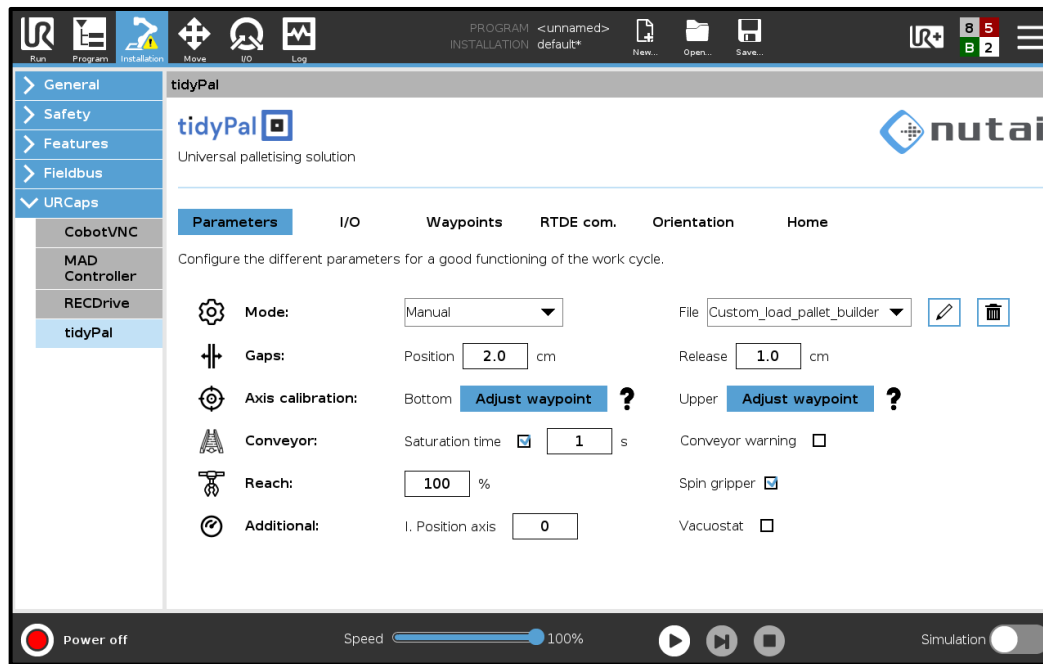 PROGRAM <unnamed>
INSTALLATION default*
Run Program Installation Move I/O Log New... Open... Save...
UR+
8 5
B 2
General
Safety
Features
Fieldbus
URCaps
CobotVNC
MAD
Controller
RECDrive
tidyPal
tidyPal
tidyPal
nutai
Universal palletising solution
Parameters I/O Waypoints RTDE com. Orientation Home
Configure the different parameters for a good functioning of the work cycle.
Mode: Manual File Custom_load_pallet_builder
Gaps: Position 2.0 cm Release 1.0 cm
Axis calibration: Bottom Adjust waypoint ? Upper Adjust waypoint ?
Conveyor: Saturation time 1 s Conveyor warning
Reach: 100 % Spin gripper
Additional: I. Position axis 0 Vacuostat
Power off Speed 100% Simulation